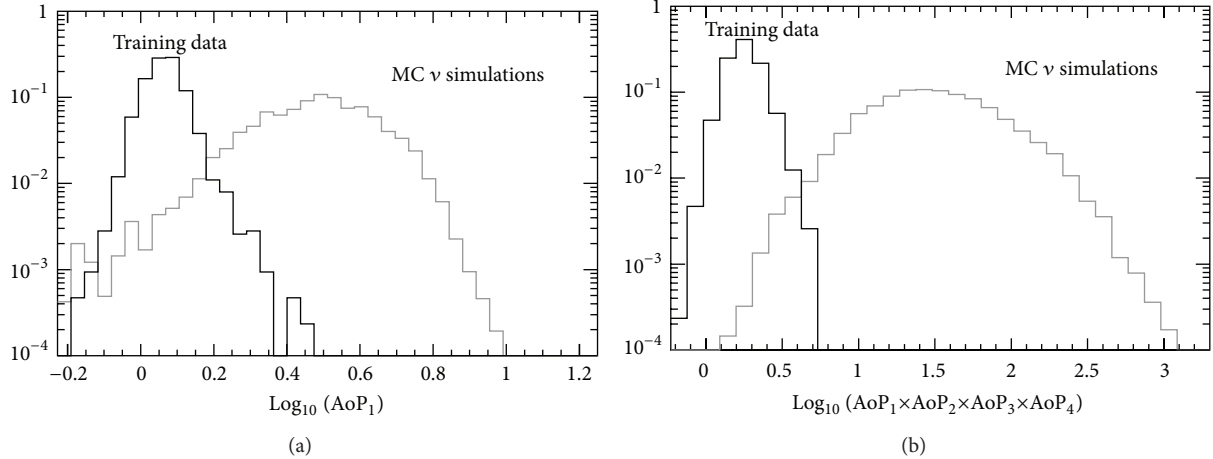 1
10⁻¹
10⁻²
10⁻³
10⁻⁴
Training data
MC ν simulations
−0.2 0 0.2 0.4 0.6 0.8 1 1.2
Log₁₀ (AoP₁)
(a)
1
10⁻¹
10⁻²
10⁻³
10⁻⁴
Training data
MC ν simulations
0 0.5 1 1.5 2 2.5 3
Log₁₀ (AoP₁×AoP₂×AoP₃×AoP₄)
(b)